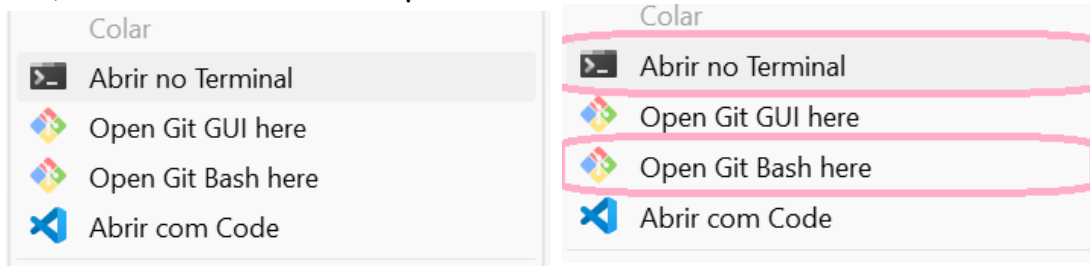 Colar
Abrir no Terminal
Open Git GUI here
Open Git Bash here
Abrir com Code
Colar
Abrir no Terminal
Open Git GUI here
Open Git Bash here
Abrir com Code